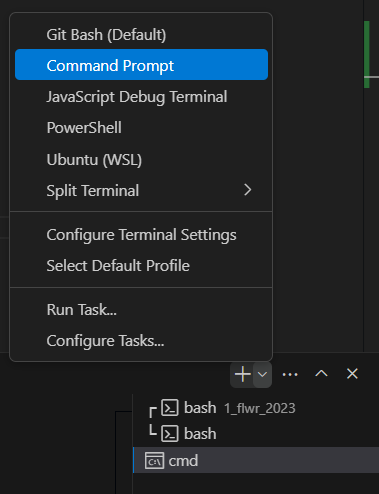 Git Bash (Default)
Command Prompt
JavaScript Debug Terminal
PowerShell
Ubuntu (WSL)
Split Terminal
Configure Terminal Settings
Select Default Profile
Run Task...
Configure Tasks...
bash 1_flwr_2023
bash
cmd